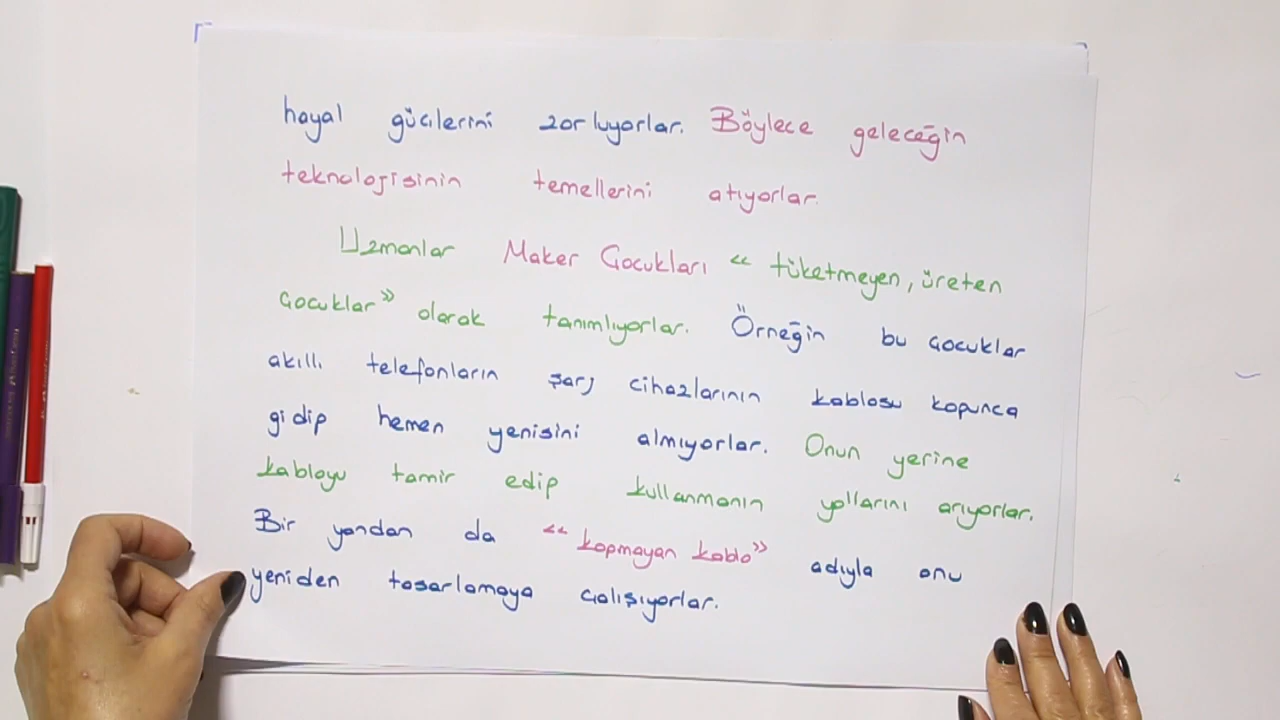 hayal güçlerini zorluyorlar. Böylece geleceğin
teknolojisinin temellerini atıyorlar.
Uzmanlar Maker Çocukları «tüketmeyen, üreten
çocuklar» olarak tanımlıyorlar. Örneğin bu çocuklar
akıllı telefonların şarj cihazlarının kablosu kopunca
gidip hemen yenisini almıyorlar. Onun yerine
kabloyu tamir edip kullanmanın yollarını arıyorlar.
Bir yandan da «kopmayan kablo» adıyla onu
yeniden tasarlamaya çalışıyorlar.